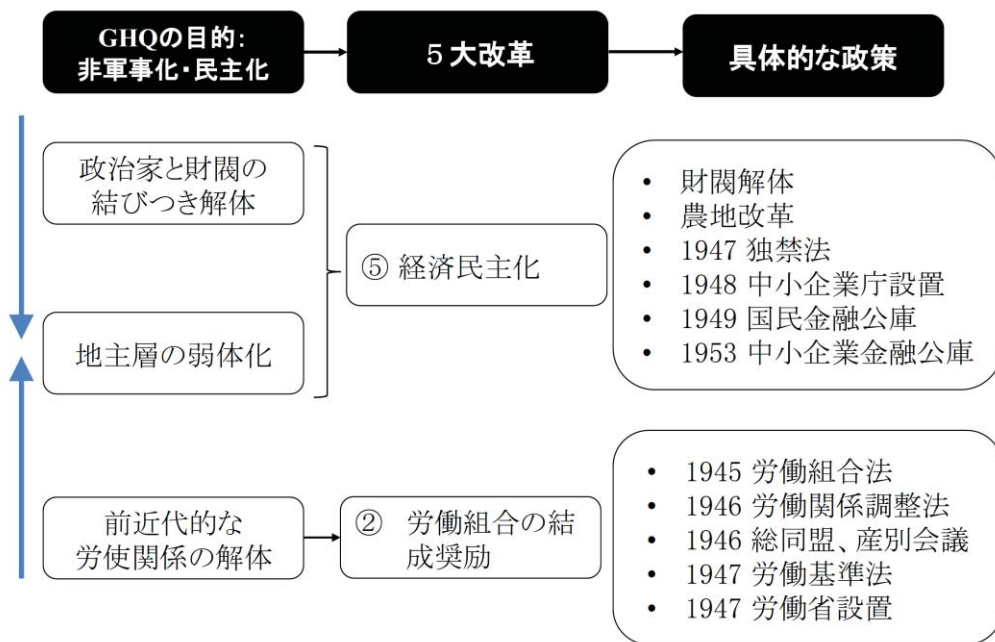 GHQの目的:
非軍事化・民主化
５大改革
具体的な政策
政治家と財閥の
結びつき解体
地主層の弱体化
⑤ 経済民主化
• 財閥解体
• 農地改革
• 1947 独禁法
• 1948 中小企業庁設置
• 1949 国民金融公庫
• 1953 中小企業金融公庫
前近代的な
労使関係の解体
② 労働組合の結
成奨励
• 1945 労働組合法
• 1946 労働関係調整法
• 1946 総同盟、産別会議
• 1947 労働基準法
• 1947 労働省設置